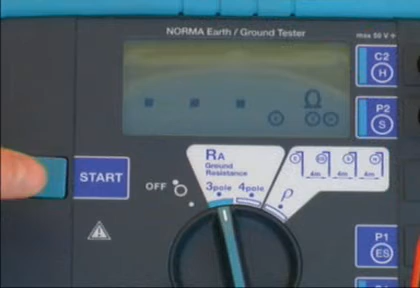 NORMA Earth / Ground Tester
max 50 V
C2
H
Ω
P2
S
RA
Ground
Resistance
START
OFF
3pole 4pole ρ
4m 4m 4m
P1
ES